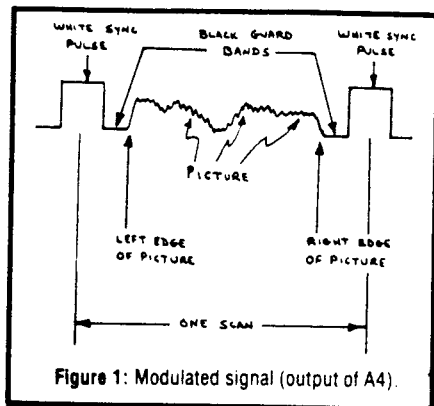 WHITE SYNC
PULSE
BLACK GUARD
BANDS
WHITE SYNC
PULSE
PICTURE
LEFT EDGE
OF PICTURE
RIGHT EDGE
OF PICTURE
ONE SCAN
Figure 1: Modulated signal (output of A4).